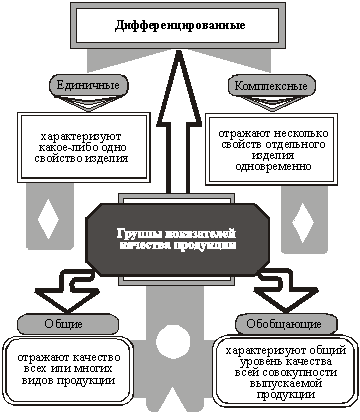 Дифференцированные
Единичные
Комплексные
характеризуют
какое-либо одно
свойство изделия
отражают несколько
свойств отдельного
изделия
одновременно
Группы показателей
качества продукции
Общие
Обобщающие
отражают качество
всех или многих
видов продукции
характеризуют общий
уровень качества
всей совокупности
выпускаемой
продукции